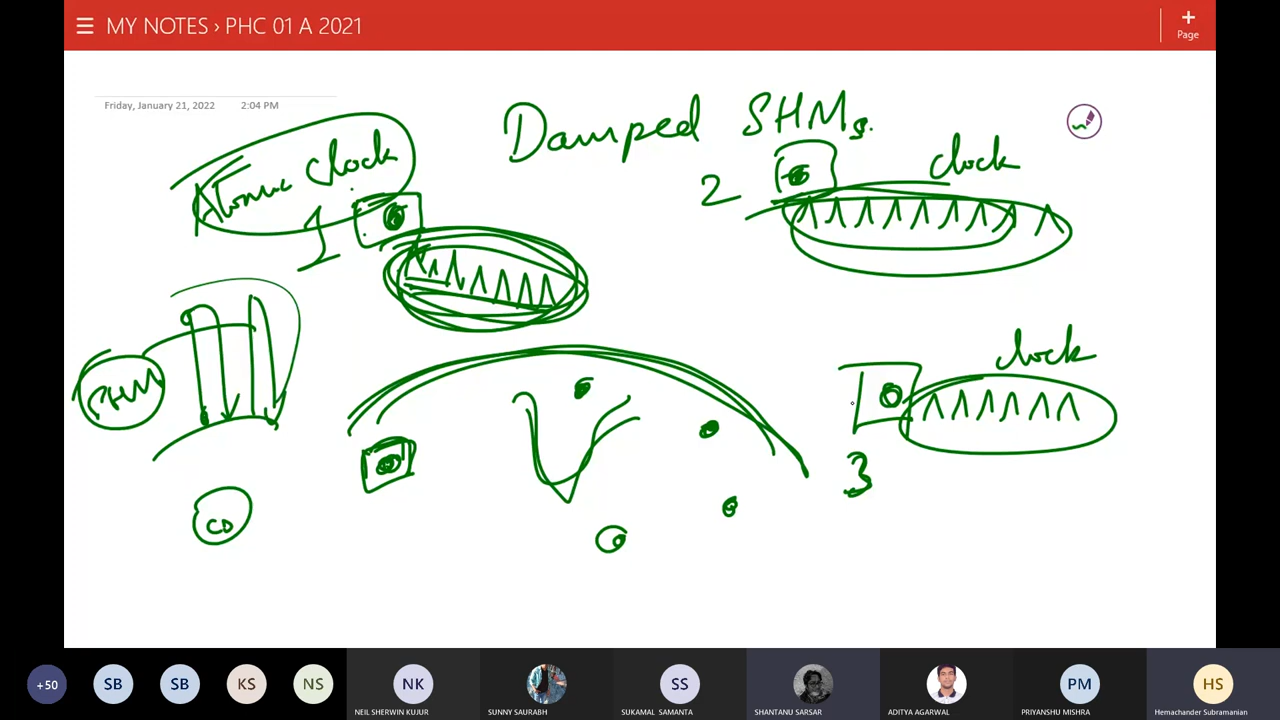 MY NOTES › PHC 01 A 2021
+
Page
Friday, January 21, 2022 2:04 PM
Damped SHMs.
Atomic clock
1
2
clock
clock
3
CD
+50
SB
SB
KS
NS
NK
NEIL SHERWIN KUJUR
SUNNY SAURABH
SS
SUKAMAL SAMANTA
SHANTANU SARSAR
ADITYA AGARWAL
PM
PRIYANSHU MISHRA
HS
Hemachander Subramanian